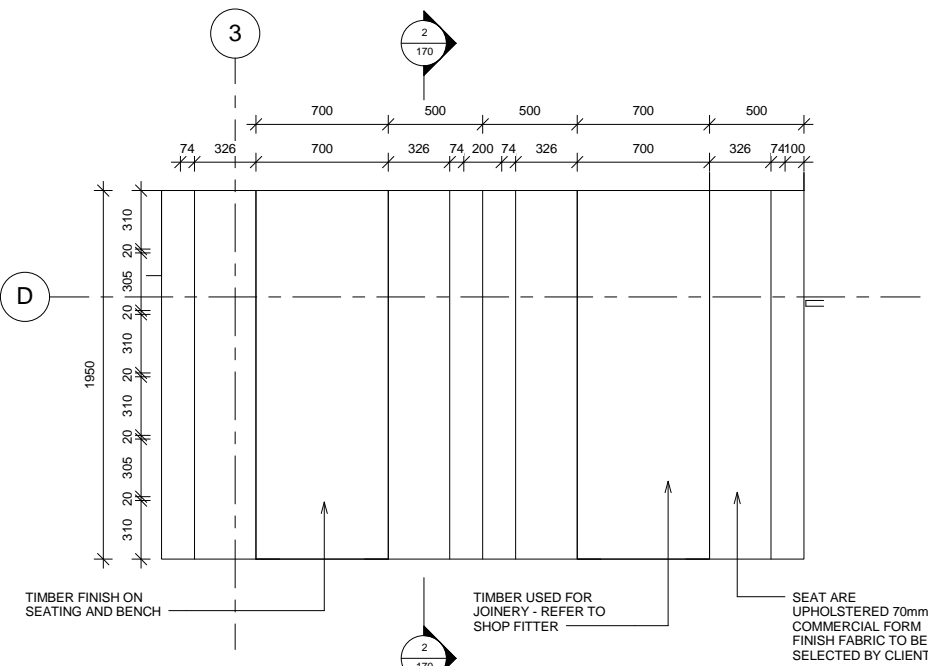 3
2
170
700 500 500 700 500
74 326 700 326 74 200 74 326 700 326 74 100
310
20
305
20
310
20
310
20
305
20
310
1950
D
TIMBER FINISH ON
SEATING AND BENCH
TIMBER USED FOR
JOINERY - REFER TO
SHOP FITTER
SEAT ARE
UPHOLSTERED 70mm
COMMERCIAL FORM
FINISH FABRIC TO BE
SELECTED BY CLIENT
2
170